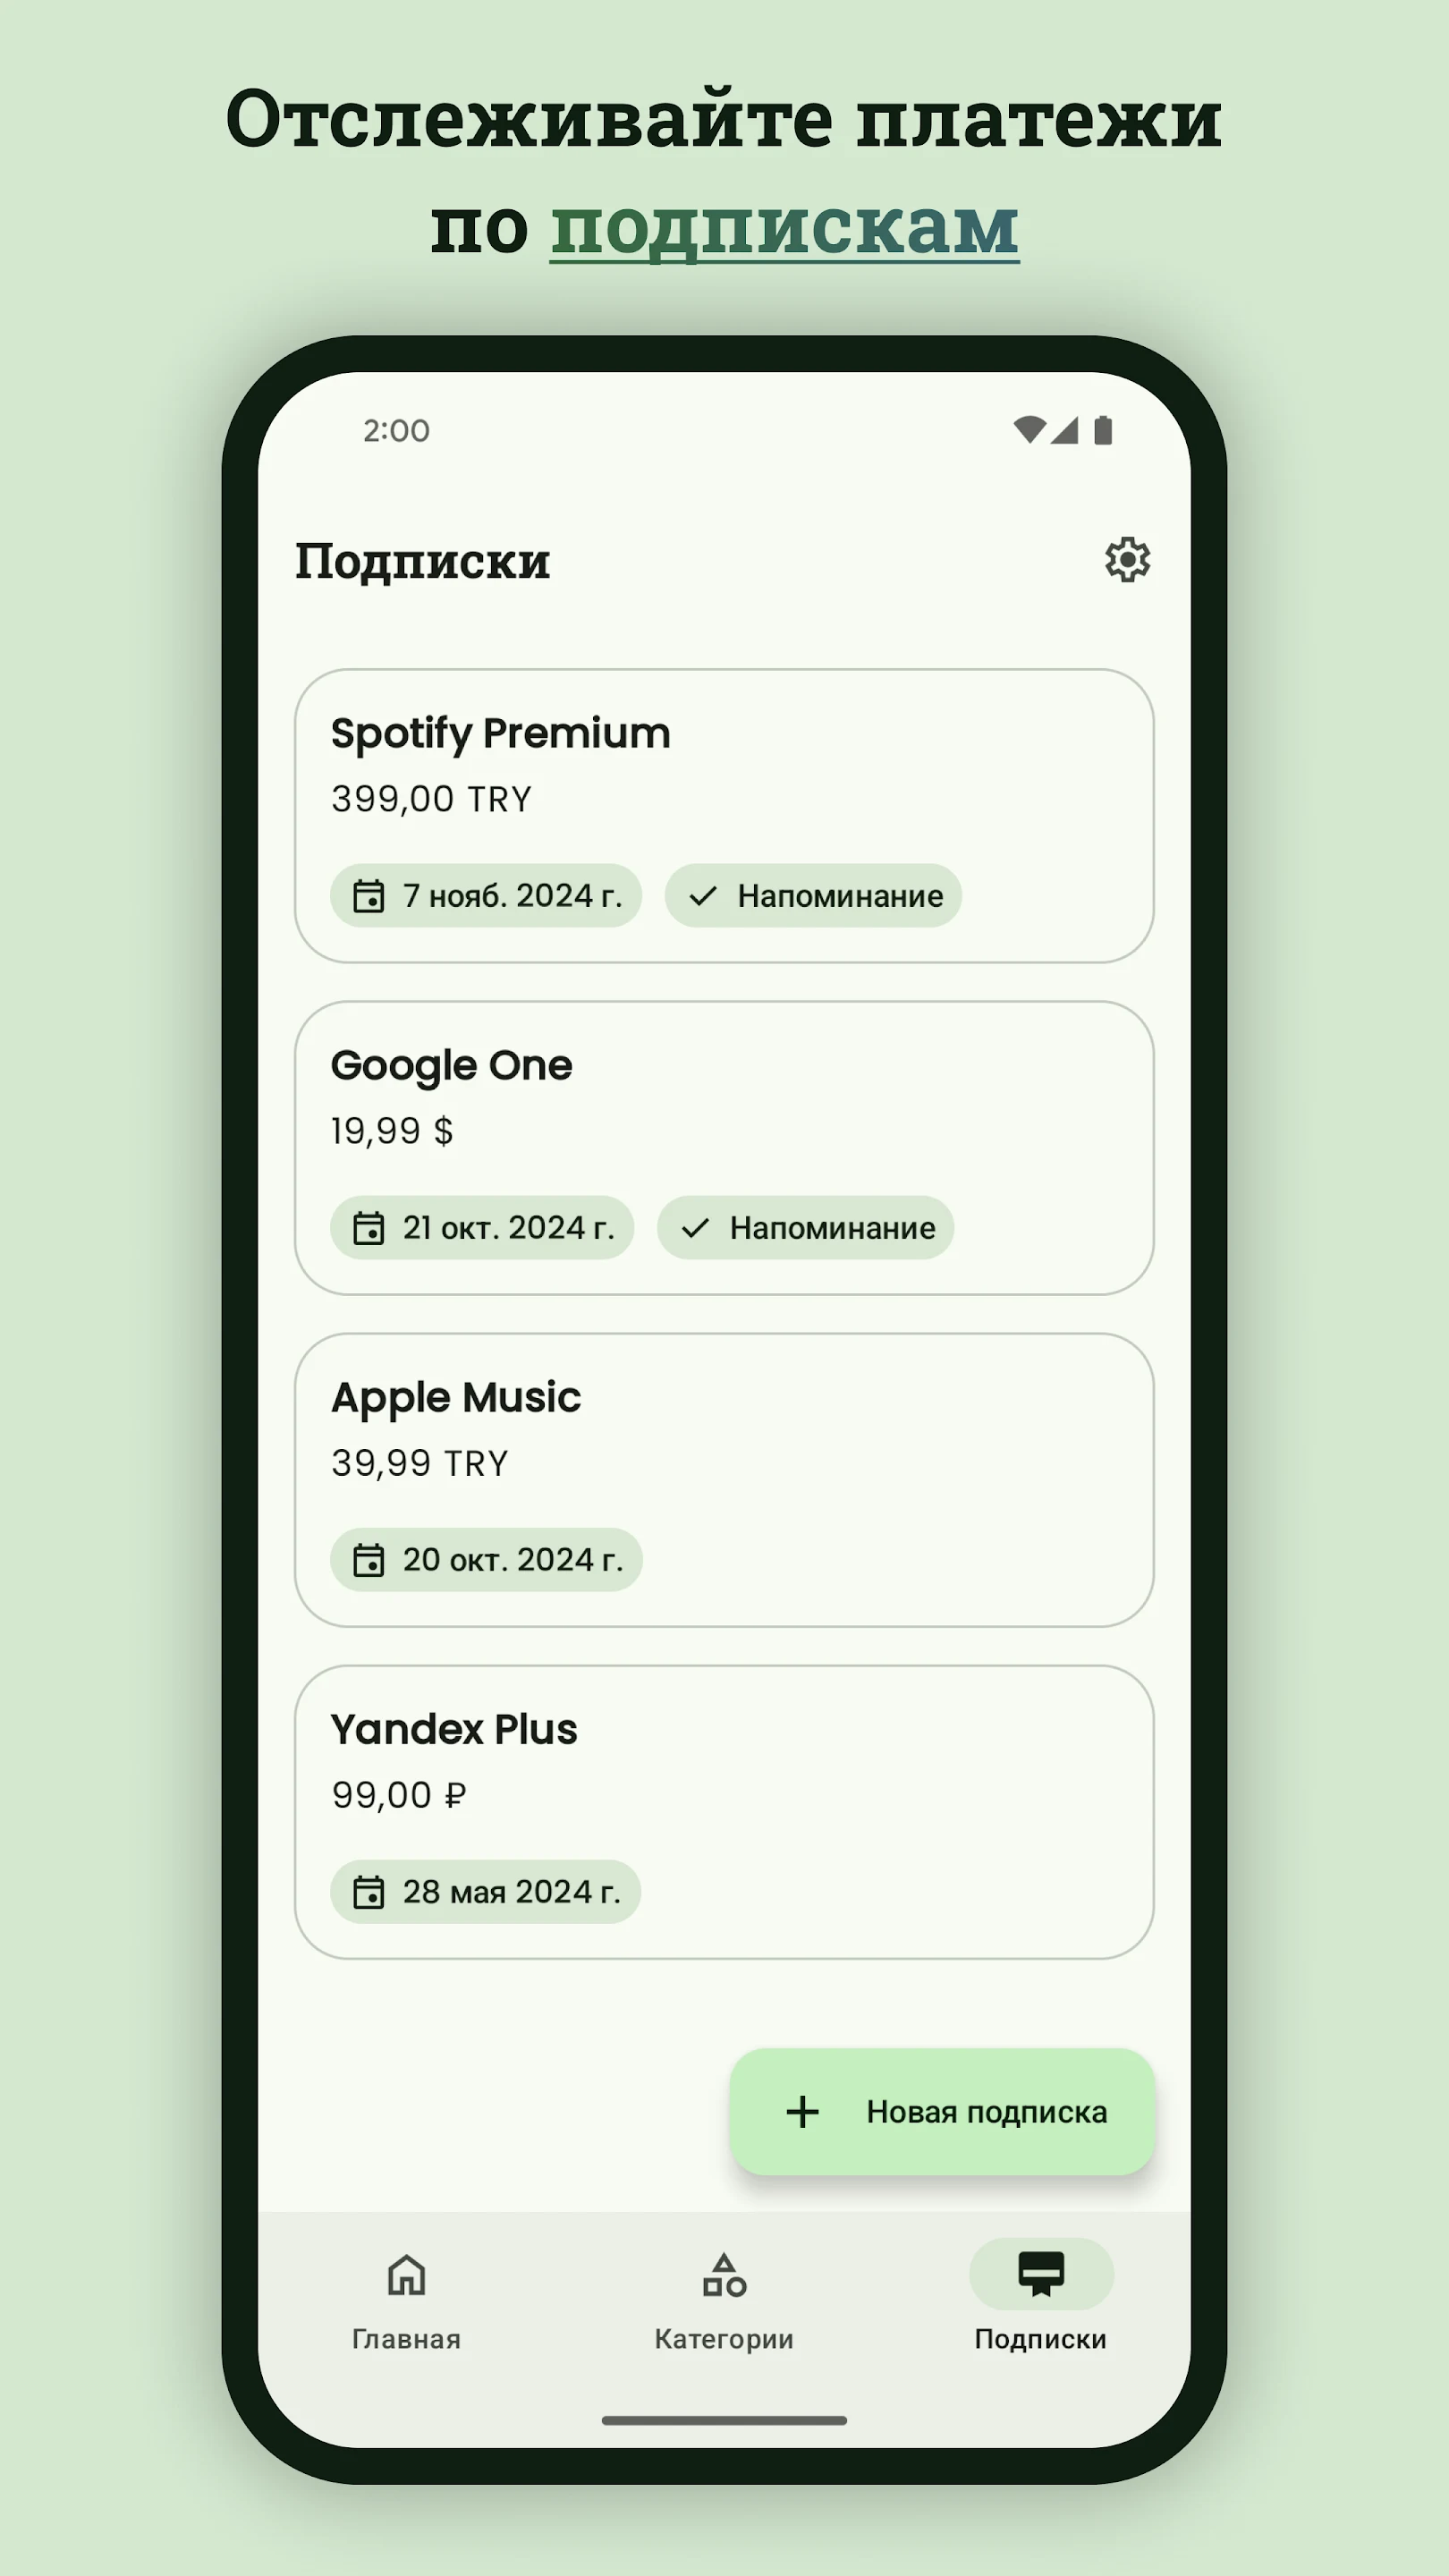 Отслеживайте платежи
по подпискам
2:00
Подписки
Spotify Premium
399,00 TRY
7 нояб. 2024 г.
Напоминание
Google One
19,99 $
21 окт. 2024 г.
Напоминание
Apple Music
39,99 TRY
20 окт. 2024 г.
Yandex Plus
99,00 ₽
28 мая 2024 г.
Новая подписка
Главная
Категории
Подписки